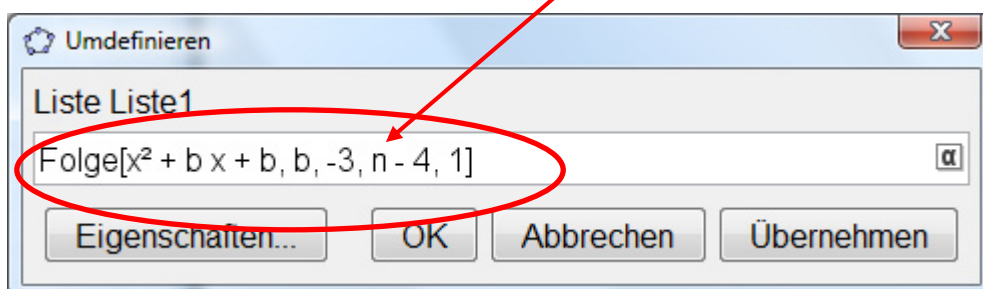 Umdefinieren
Liste Liste1
Folge[x² + b x + b, b, -3, n - 4, 1]
α
Eigenschaften... OK Abbrechen Übernehmen